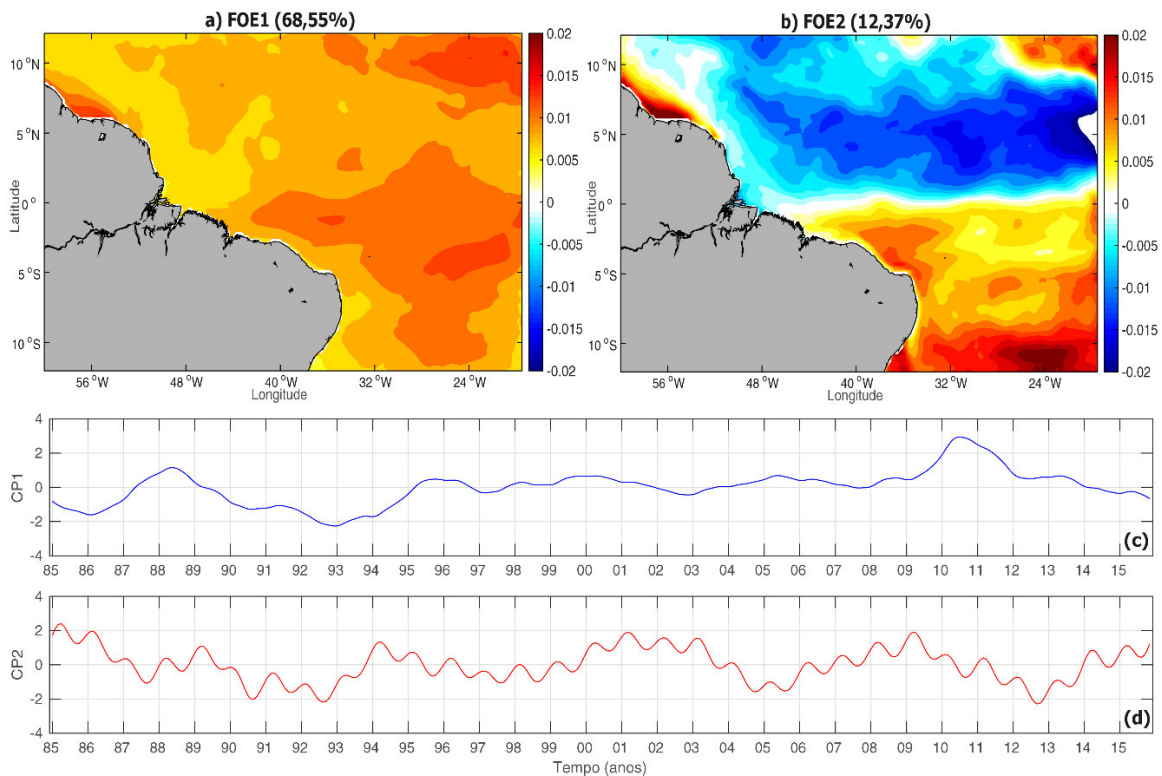 a) FOE1 (68,55%)
b) FOE2 (12,37%)
10°N
5°N
0°
5°S
10°S
Latitude
56°W 48°W 40°W 32°W 24°W
Longitude
0.02
0.015
0.01
0.005
0
-0.005
-0.01
-0.015
-0.02
10°N
5°N
0°
5°S
10°S
Latitude
56°W 48°W 40°W 32°W 24°W
Longitude
0.02
0.015
0.01
0.005
0
-0.005
-0.01
-0.015
-0.02
4
2
0
-2
-4
CP1
(c)
85 86 87 88 89 90 91 92 93 94 95 96 97 98 99 00 01 02 03 04 05 06 07 08 09 10 11 12 13 14 15
4
2
0
-2
-4
CP2
(d)
85 86 87 88 89 90 91 92 93 94 95 96 97 98 99 00 01 02 03 04 05 06 07 08 09 10 11 12 13 14 15
Tempo (anos)